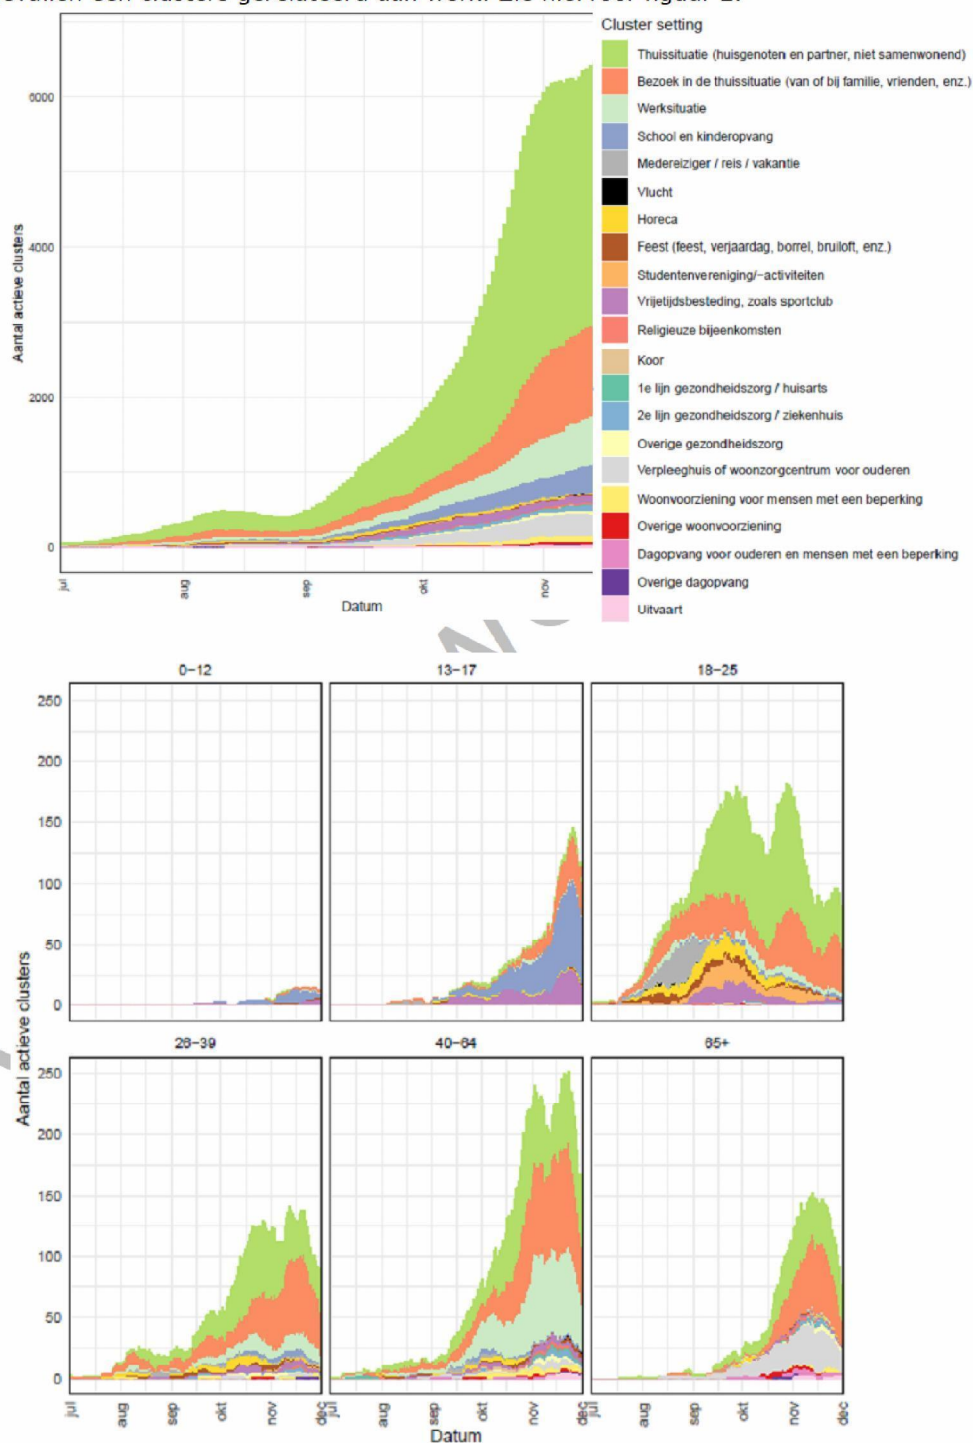 Cluster setting
Thuissituatie (huisgenoten en partner, niet samenwonend)
Bezoek in de thuissituatie (van of bij familie, vrienden, enz.)
Werksituatie
School en kinderopvang
Medereiziger / reis / vakantie
Vlucht
Horeca
Feest (feest, verjaardag, borrel, bruiloft, enz.)
Studentenvereniging/-activiteiten
Vrijetijdsbesteding, zoals sportclub
Religieuze bijeenkomsten
Koor
1e lijn gezondheidszorg / huisarts
2e lijn gezondheidszorg / ziekenhuis
Overige gezondheidszorg
Verpleeghuis of woonzorgcentrum voor ouderen
Woonvoorziening voor mensen met een beperking
Overige woonvoorziening
Dagopvang voor ouderen en mensen met een beperking
Overige dagopvang
Uitvaart
Aantal actieve clusters
6000
4000
2000
0
jul aug sep okt nov
Datum
0-12 13-17 18-25
250
200
150
100
50
0
Aantal actieve clusters
26-39 40-64 65+
250
200
150
100
50
0
jul aug sep okt nov dec jul aug sep okt nov dec jul aug sep okt nov dec
Datum